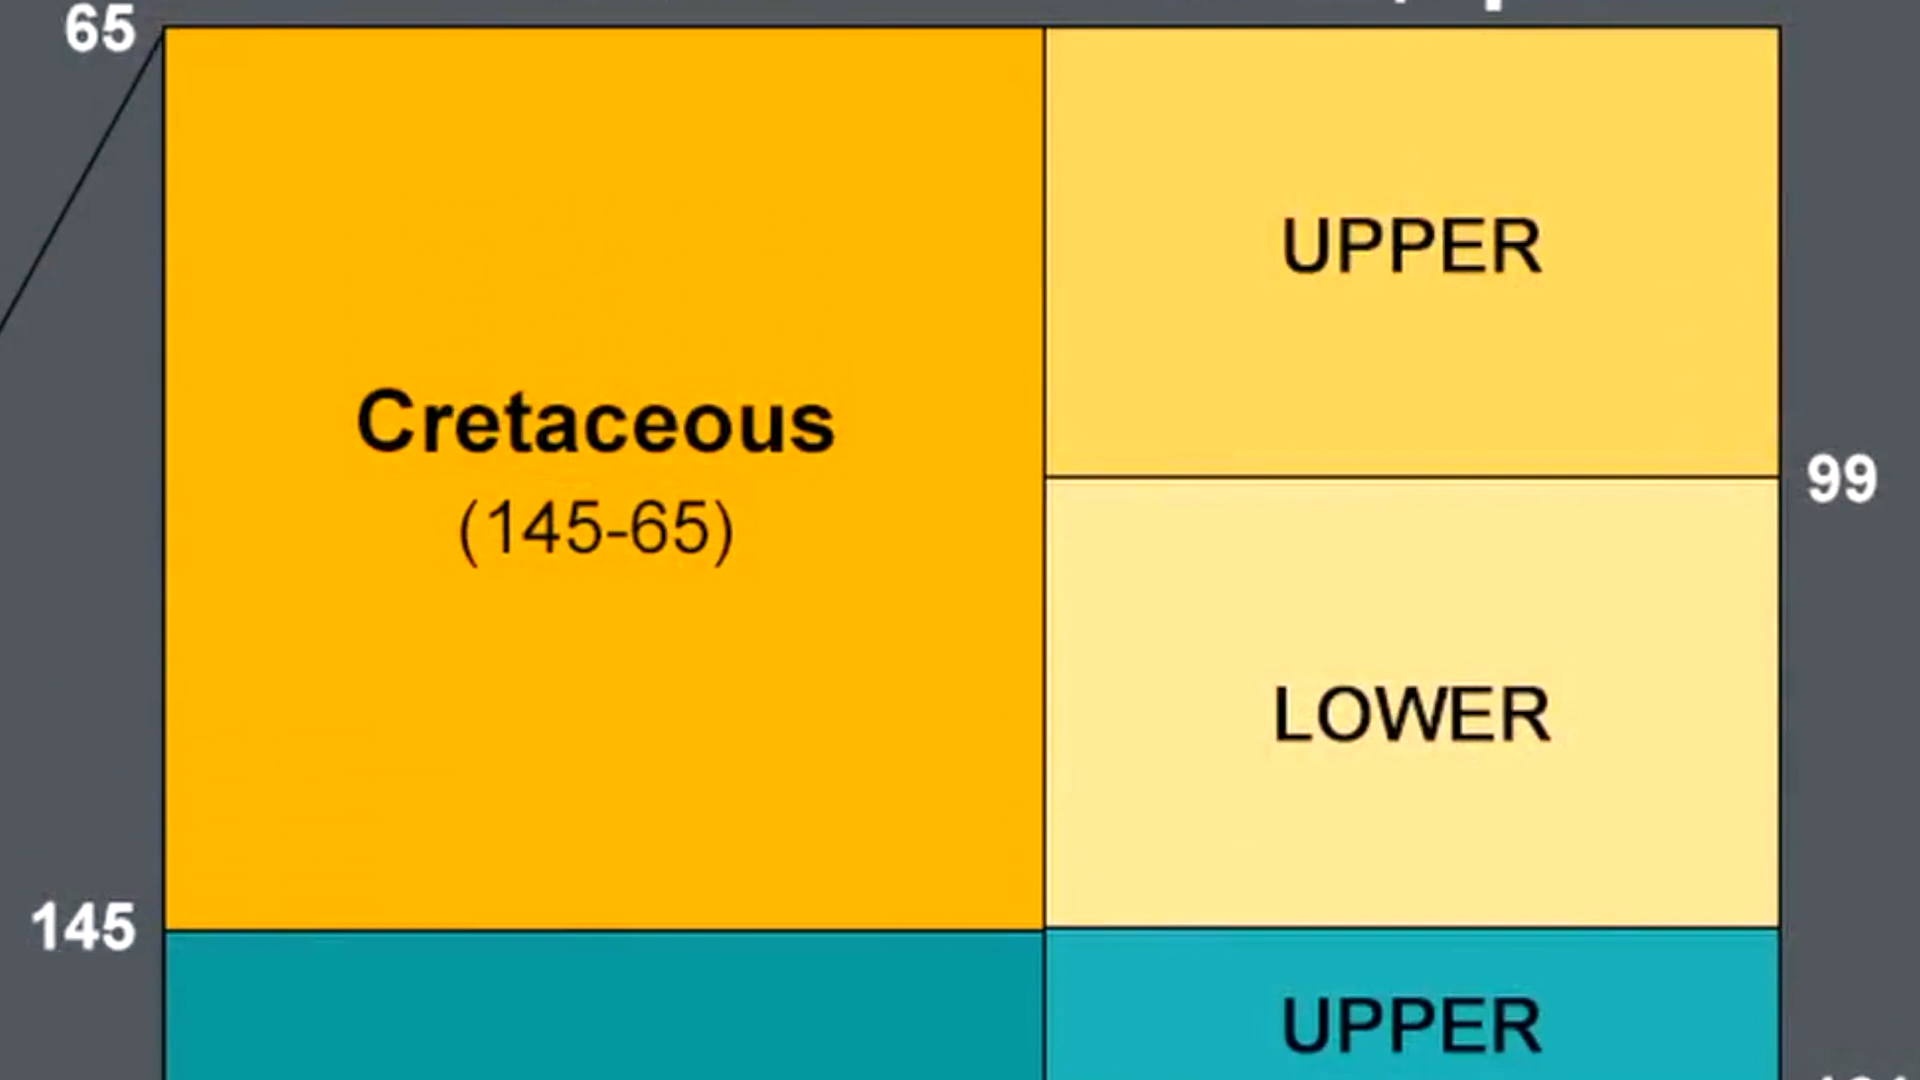 65
UPPER
Cretaceous
99
(145-65)
LOWER
145
UPPER